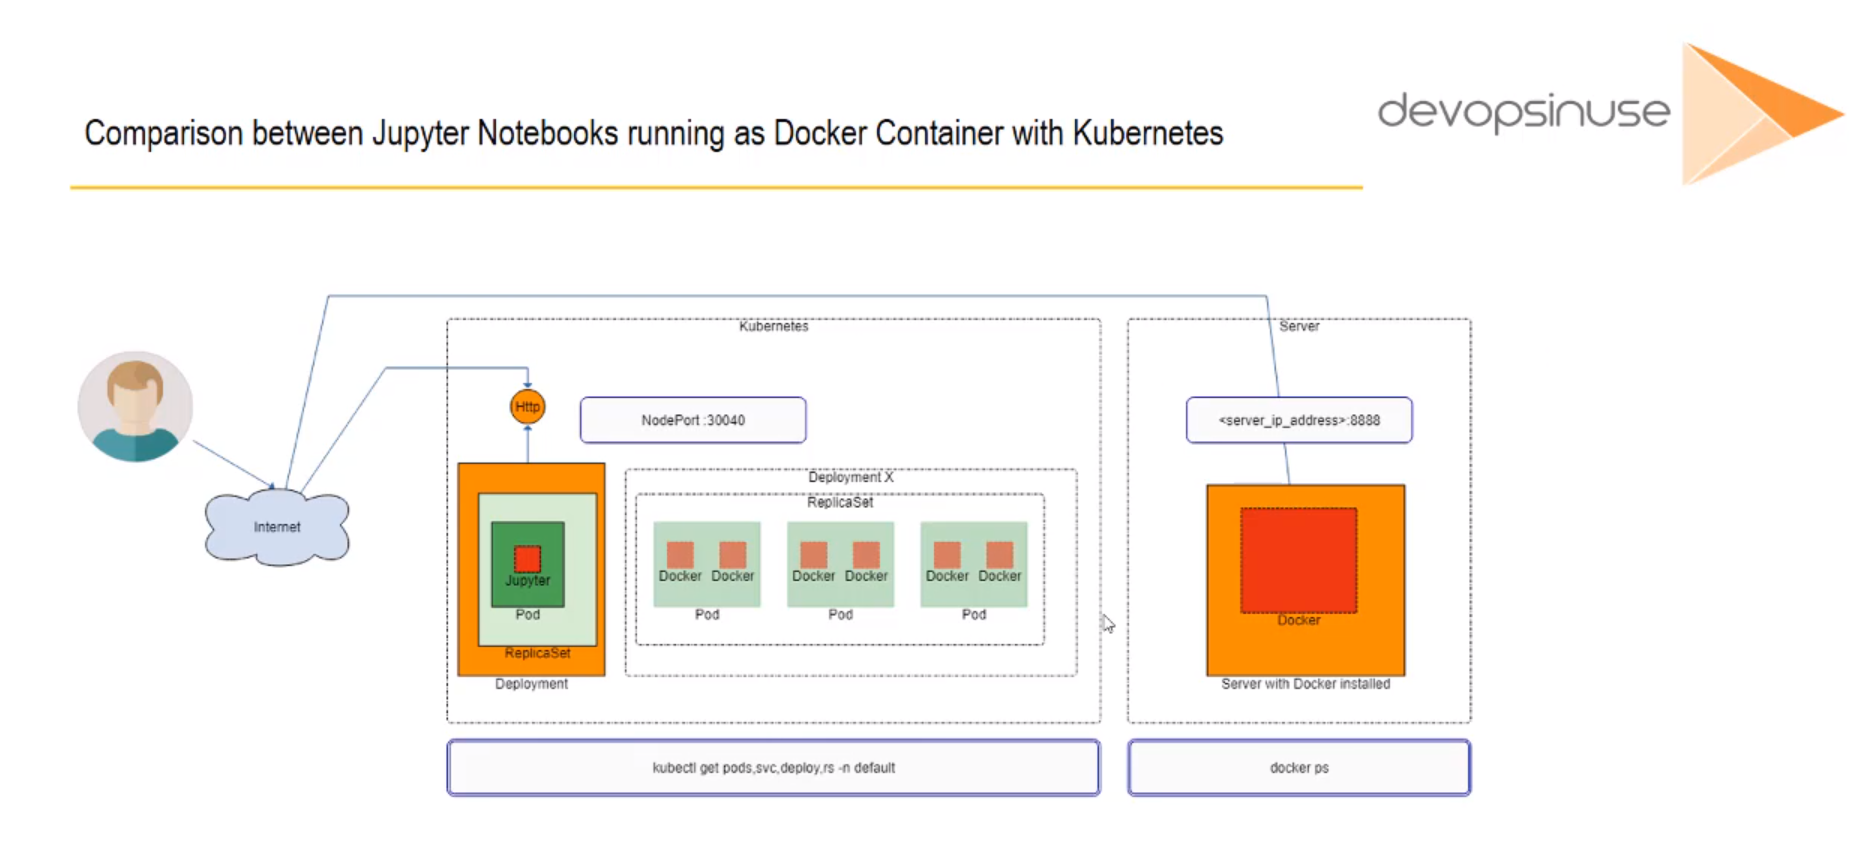 devopsinuse
Comparison between Jupyter Notebooks running as Docker Container with Kubernetes
Kubernetes
Server
Http
NodePort :30040
<server_ip_address>:8888
Deployment X
ReplicaSet
Internet
Jupyter
Docker Docker
Docker Docker
Docker Docker
Pod
Pod
Pod
Pod
Docker
ReplicaSet
Deployment
Server with Docker installed
kubectl get pods,svc,deploy,rs -n default
docker ps